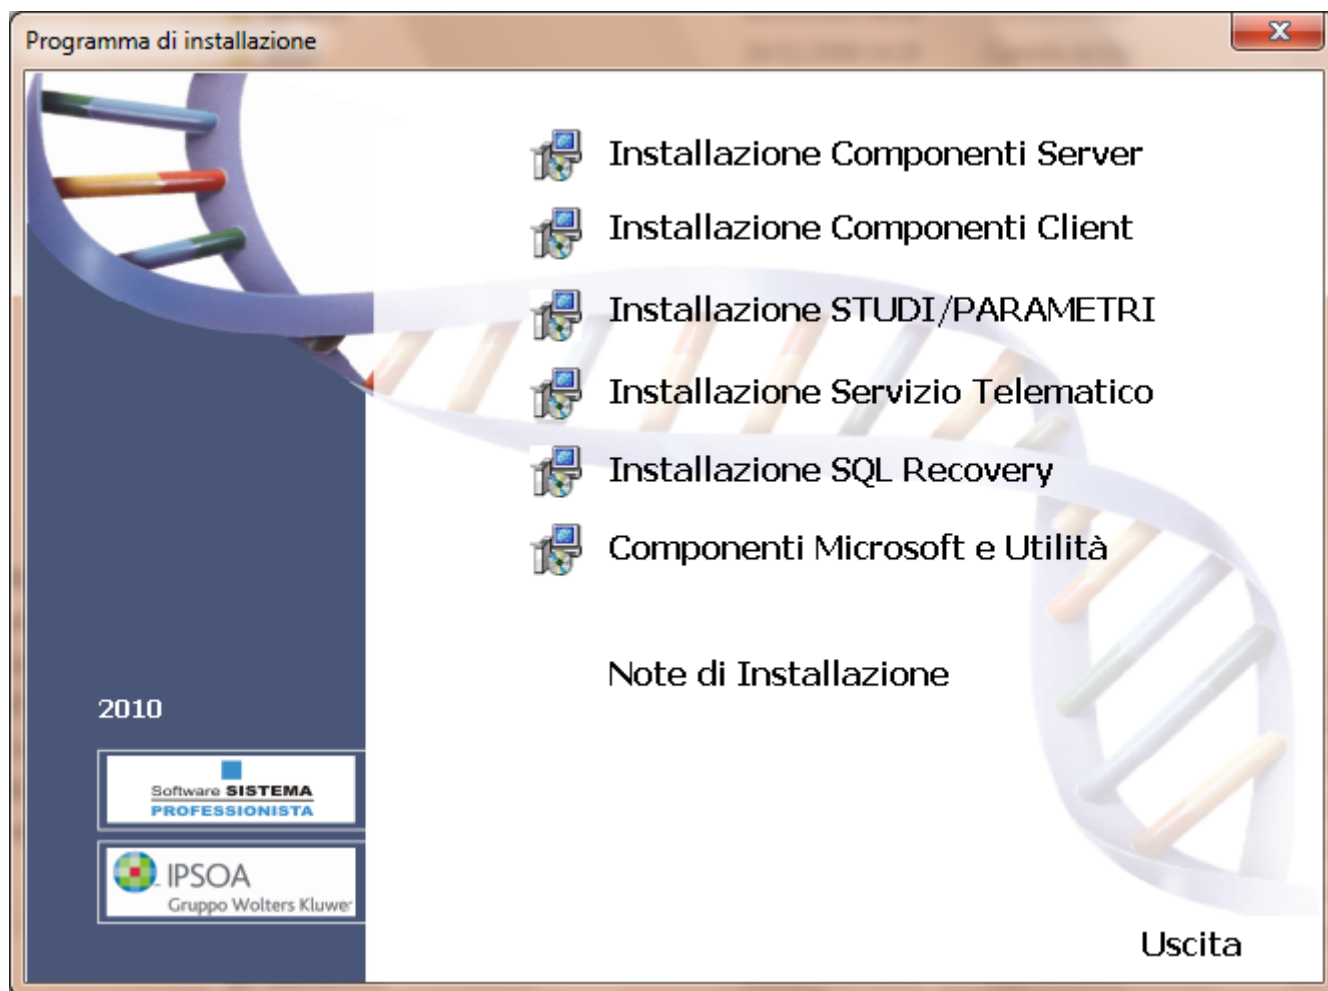 Programma di installazione
Installazione Componenti Server
Installazione Componenti Client
Installazione STUDI/PARAMETRI
Installazione Servizio Telematico
Installazione SQL Recovery
Componenti Microsoft e Utilità
Note di Installazione
2010
Software SISTEMA
PROFESSIONISTA
IPSOA
Gruppo Wolters Kluwer
Uscita